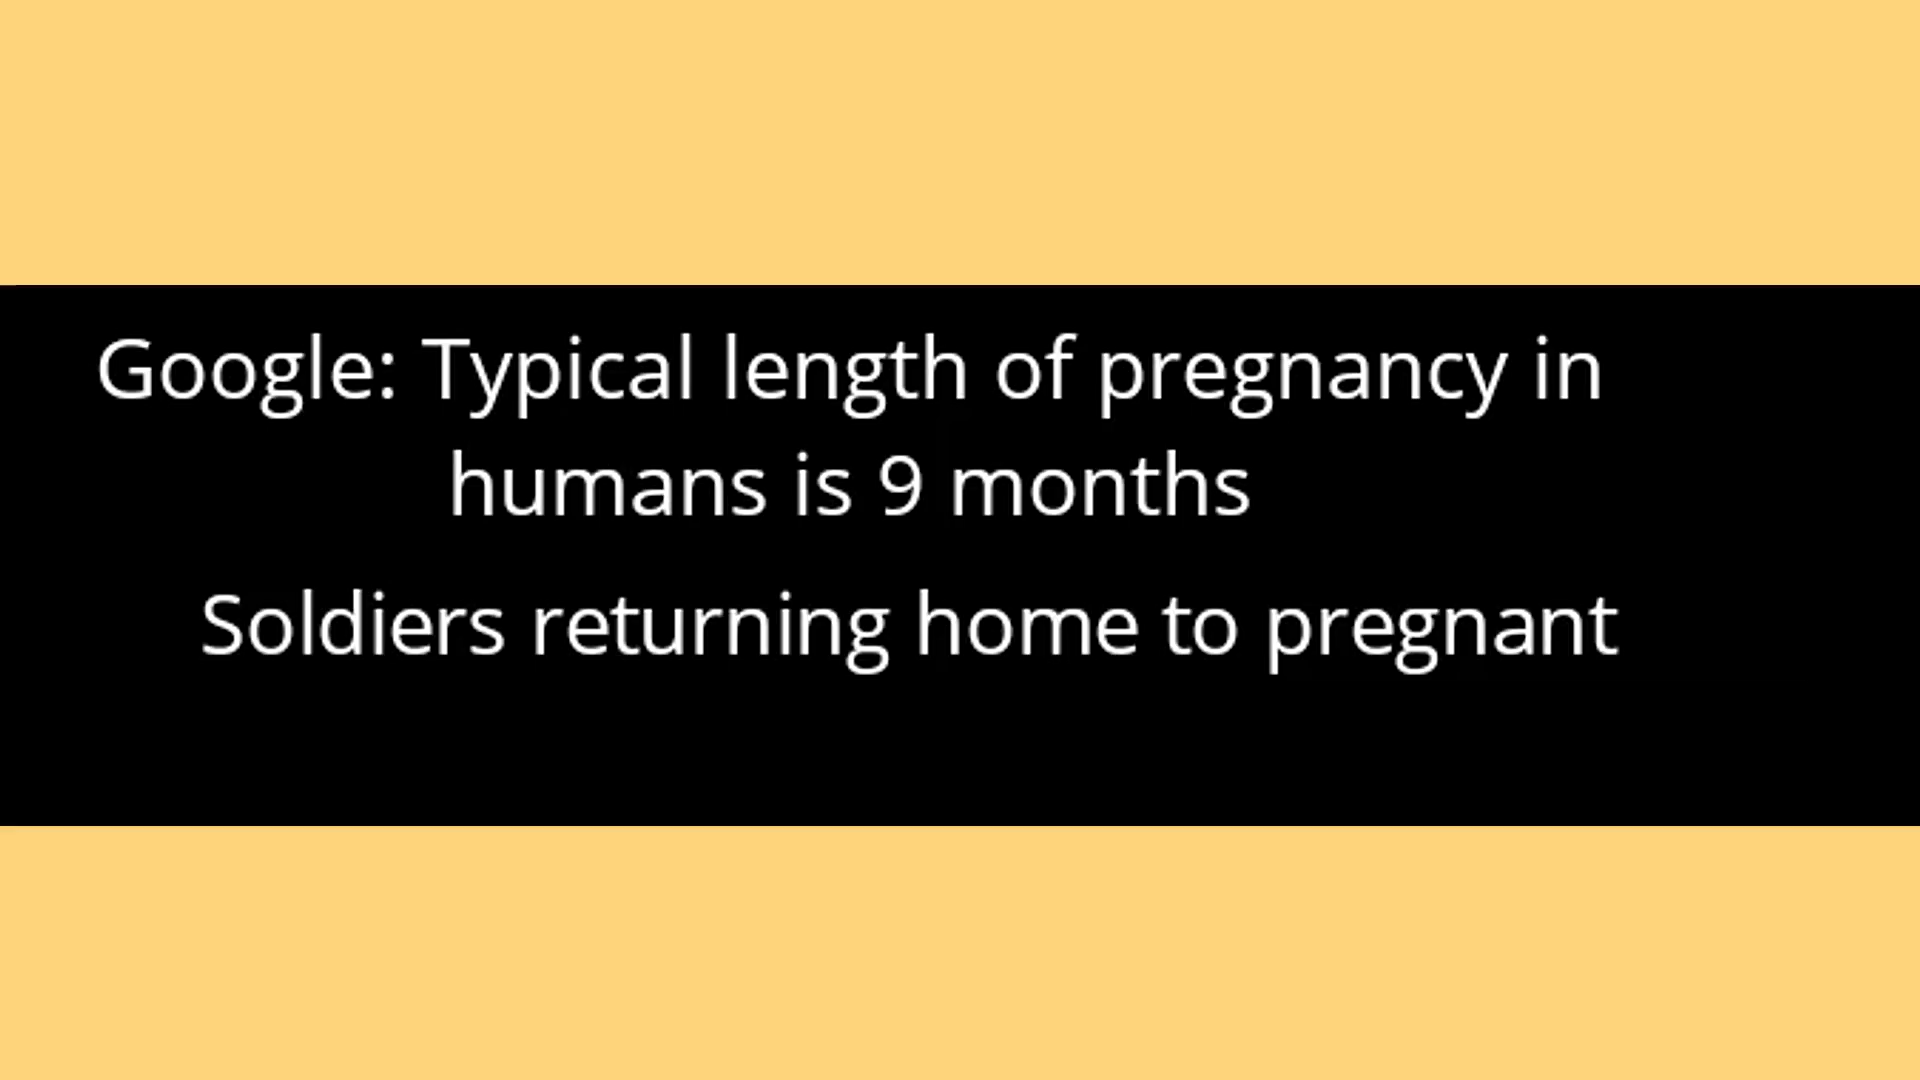 Google: Typical length of pregnancy in
humans is 9 months
Soldiers returning home to pregnant